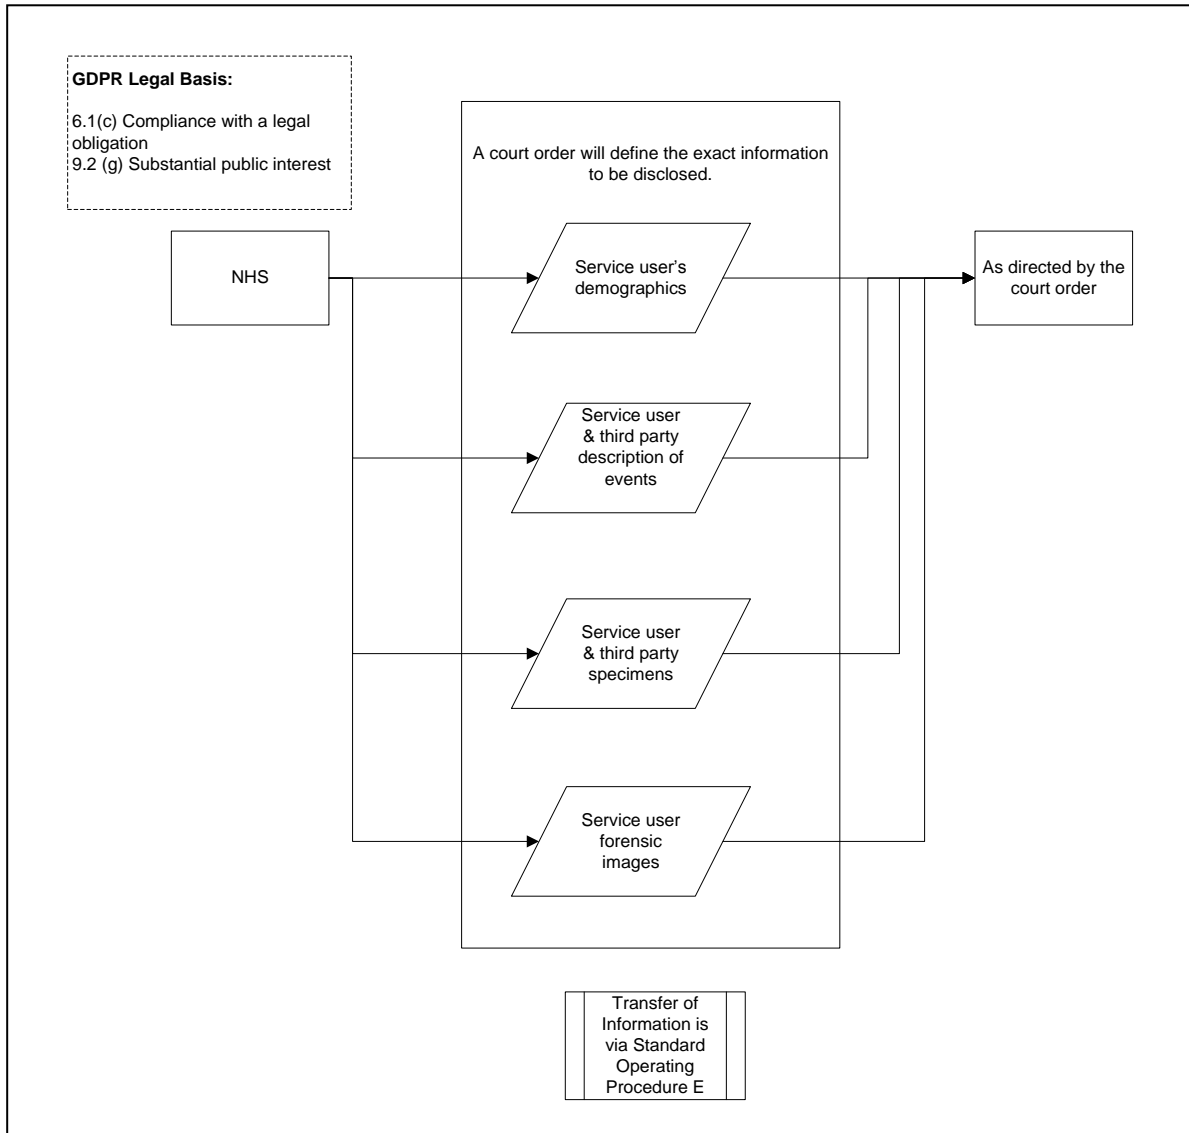 GDPR Legal Basis:
6.1(c) Compliance with a legal
obligation
9.2 (g) Substantial public interest
A court order will define the exact information
to be disclosed.
NHS
Service user's
demographics
As directed by the
court order
Service user
& third party
description of
events
Service user
& third party
specimens
Service user
forensic
images
Transfer of
Information is
via Standard
Operating
Procedure E